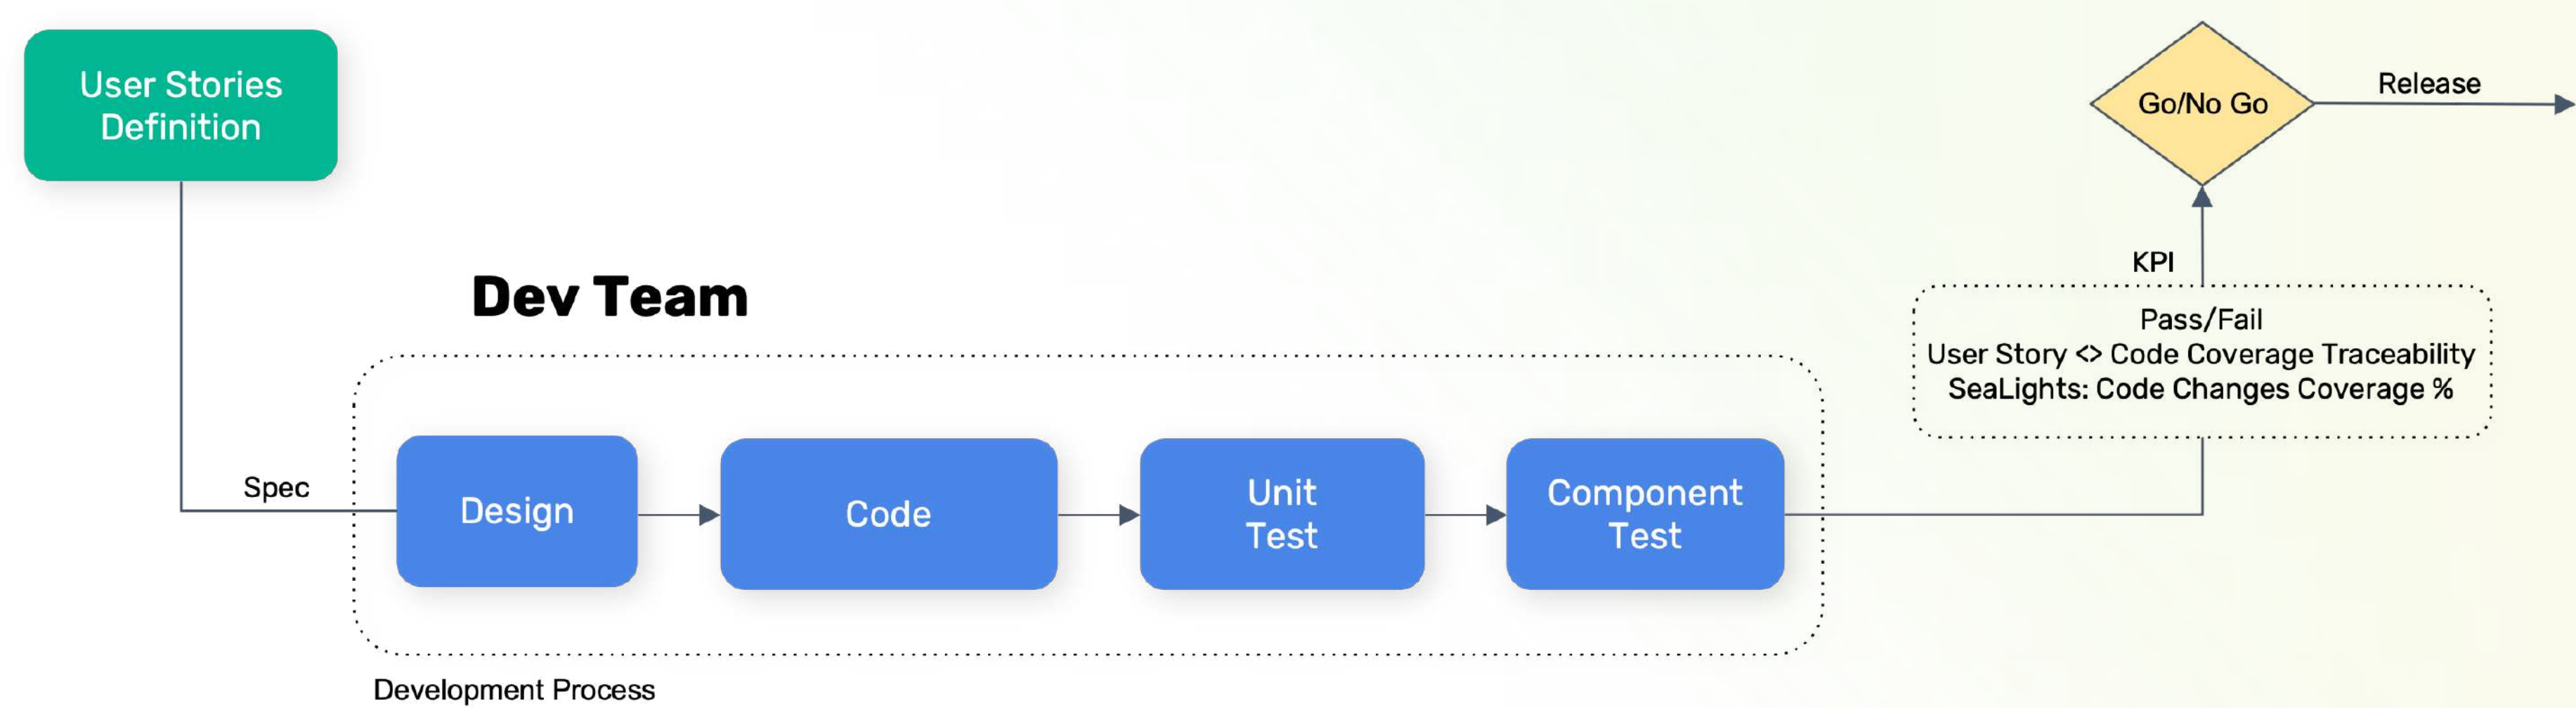 User Stories
Definition
Go/No Go
Release
KPI
Pass/Fail
User Story <> Code Coverage Traceability
SeaLights: Code Changes Coverage %
Dev Team
Spec
Design
Code
Unit
Test
Component
Test
Development Process